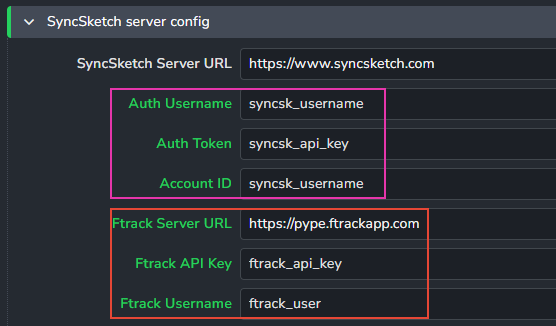 SyncSketch server config
SyncSketch Server URL https://www.syncsketch.com
Auth Username syncsk_username
Auth Token syncsk_api_key
Account ID syncsk_username
Ftrack Server URL https://pype.ftrackapp.com
Ftrack API Key ftrack_api_key
Ftrack Username ftrack_user